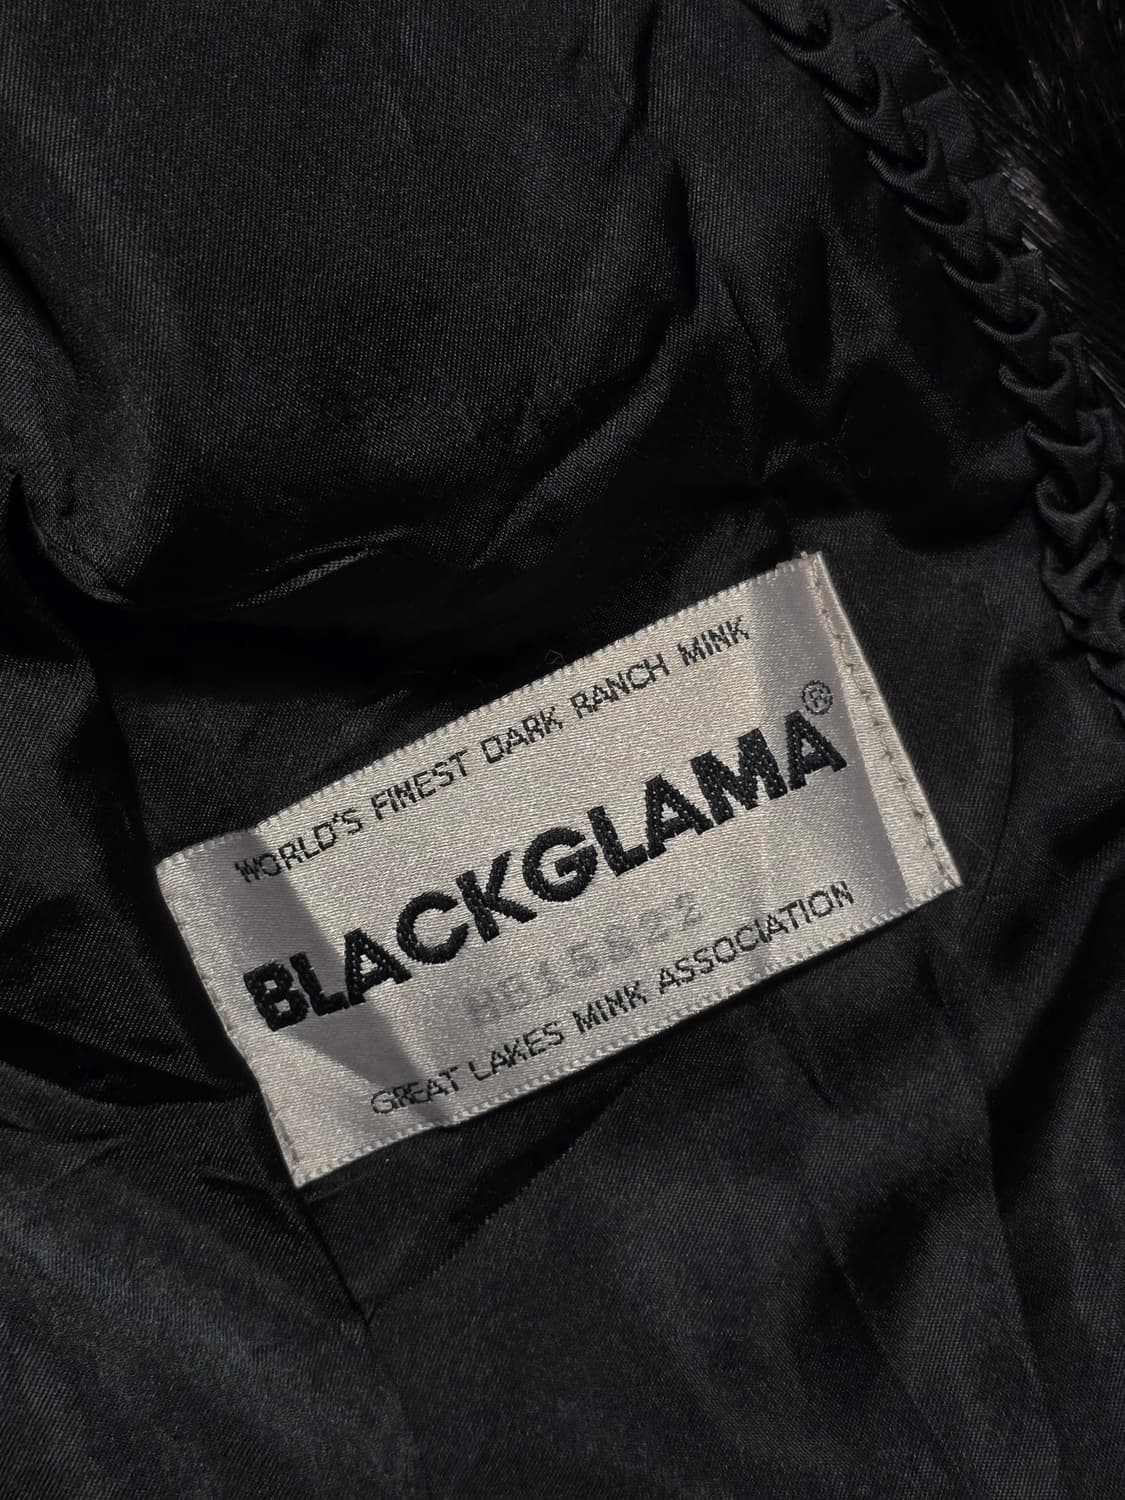 WORLD'S FINEST DARK RANCH MINK
BLACKGLAMA®
GREAT LAKES MINK ASSOCIATION